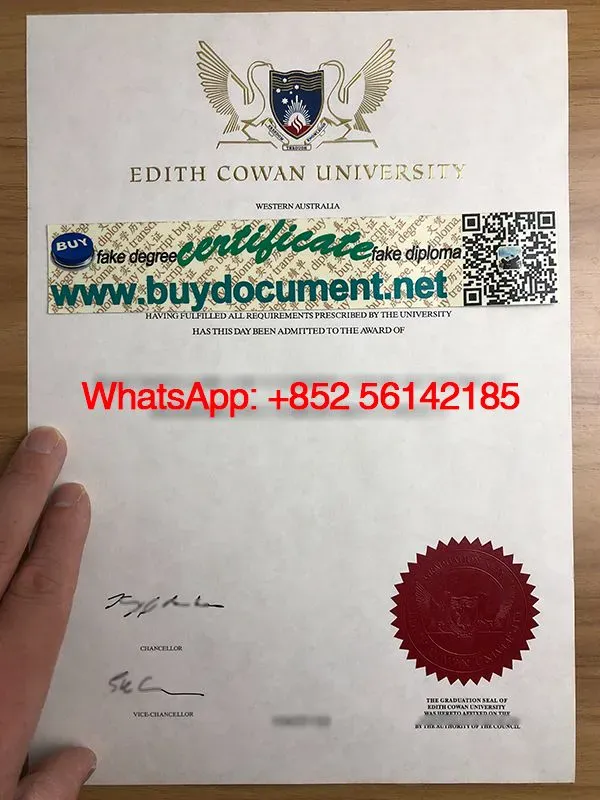 EDITH COWAN UNIVERSITY
WESTERN AUSTRALIA
BUY
fake degree certificate fake diploma
www.buydocument.net
HAVING FULFILLED ALL REQUIREMENTS PRESCRIBED BY THE UNIVERSITY
HAS THIS DAY BEEN ADMITTED TO THE AWARD OF
WhatsApp: +852 56142185
CHANCELLOR
VICE-CHANCELLOR
THE GRADUATION SEAL OF
EDITH COWAN UNIVERSITY
WAS HERETO AFFIXED ON THE
BY THE AUTHORITY OF THE COUNCIL